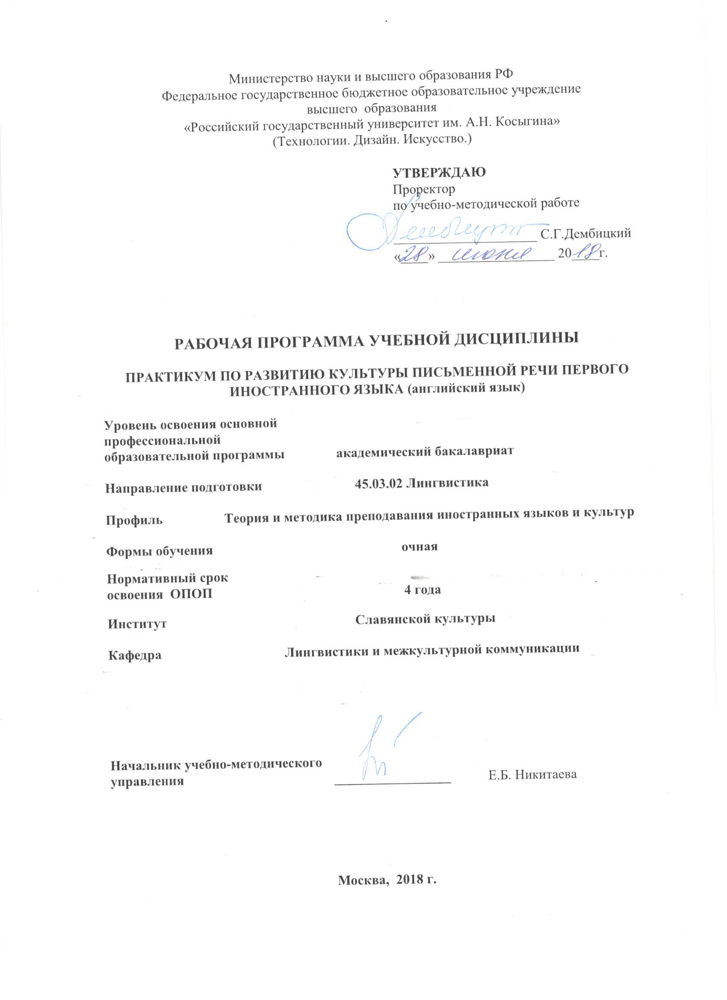 Министерство науки и высшего образования РФ
Федеральное государственное бюджетное образовательное учреждение
высшего образования
«Российский государственный университет им. А.Н. Косыгина»
(Технологии. Дизайн. Искусство.)
УТВЕРЖДАЮ
Проректор
по учебно-методической работе
С.Г.Дембицкий
«28» июня 2018г.
РАБОЧАЯ ПРОГРАММА УЧЕБНОЙ ДИСЦИПЛИНЫ
ПРАКТИКУМ ПО РАЗВИТИЮ КУЛЬТУРЫ ПИСЬМЕННОЙ РЕЧИ ПЕРВОГО
ИНОСТРАННОГО ЯЗЫКА (английский язык)
Уровень освоения основной
профессиональной
образовательной программы академический бакалавриат
Направление подготовки 45.03.02 Лингвистика
Профиль Теория и методика преподавания иностранных языков и культур
Формы обучения очная
Нормативный срок
освоения ОПОП 4 года
Институт Славянской культуры
Кафедра Лингвистики и межкультурной коммуникации
Начальник учебно-методического
управления Е.Б. Никитаева
Москва, 2018 г.